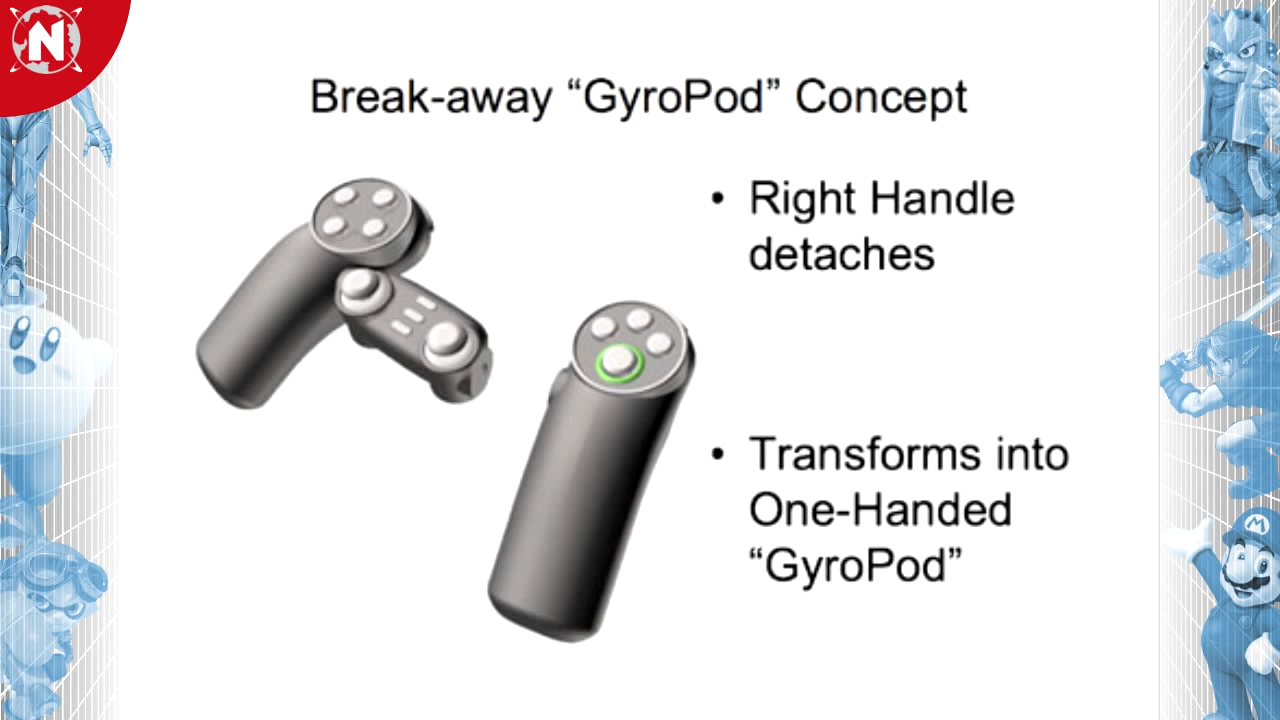 N
Break-away “GyroPod” Concept
• Right Handle
detaches
• Transforms into
One-Handed
“GyroPod”
M